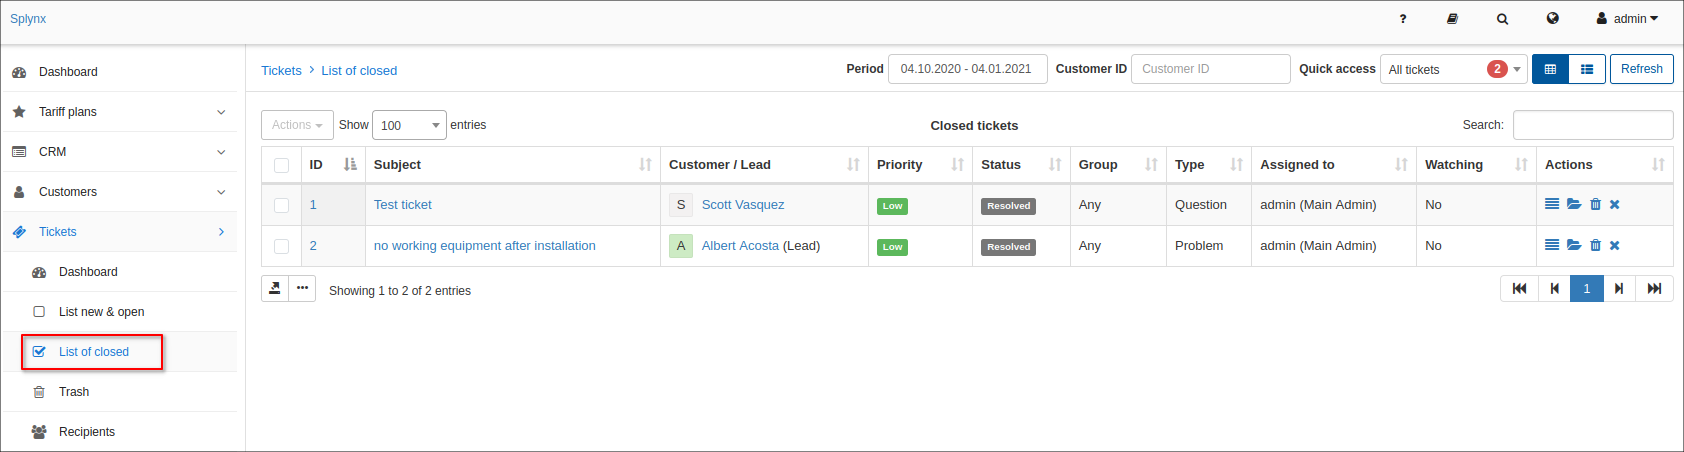 Splynx
? admin
Dashboard
Tariff plans
CRM
Customers
Tickets
Dashboard
List new & open
List of closed
Trash
Recipients
Tickets › List of closed
Period 04.10.2020 - 04.01.2021 Customer ID Customer ID Quick access All tickets 2 Refresh
Actions Show 100 entries Closed tickets Search:
ID Subject Customer / Lead Priority Status Group Type Assigned to Watching Actions
1 Test ticket S Scott Vasquez Low Resolved Any Question admin (Main Admin) No
2 no working equipment after installation A Albert Acosta (Lead) Low Resolved Any Problem admin (Main Admin) No
Showing 1 to 2 of 2 entries 1